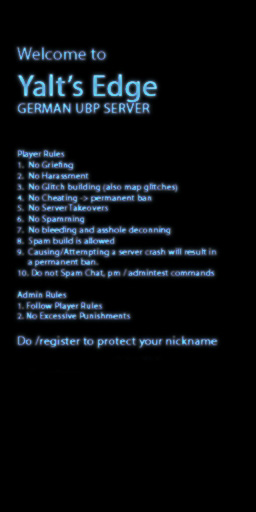 Welcome to
Yalt's Edge
GERMAN UBP SERVER
Player Rules
1. No Griefing
2. No Harassment
3. No Glitch building (also map glitches)
4. No Cheating -> permanent ban
5. No Server Takeovers
6. No Spamming
7. No bleeding and asshole deconning
8. Spam build is allowed
9. Causing/Attempting a server crash will result in
a permanent ban.
10. Do not Spam Chat, pm / admintest commands
Admin Rules
1. Follow Player Rules
2. No Excessive Punishments
Do /register to protect your nickname